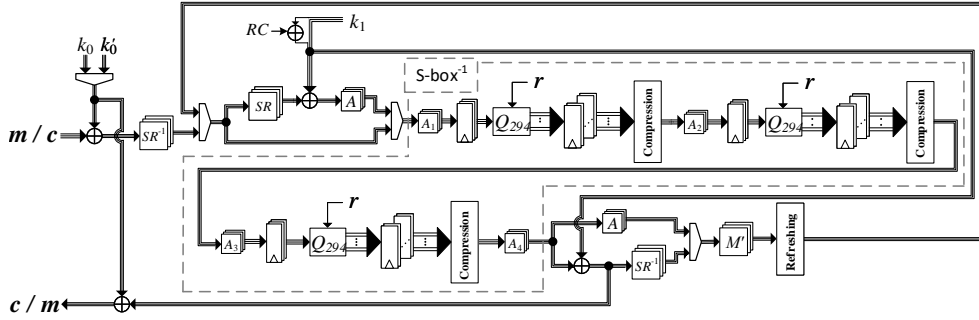 RC
k₁
k₀ k₀′
S-box⁻¹
r
r
m / c
SR⁻¹
SR
A
A₁
Q₂₉₄
Compression
A₂
Q₂₉₄
Compression
r
A₃
Q₂₉₄
Compression
A₄
A
SR⁻¹
M'
Refreshing
c / m